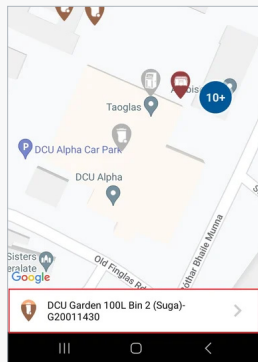 Taoglas
10+
DCU Alpha Car Park
DCU Alpha
Old Finglas Rd
Sisters
Google
DCU Garden 100L Bin 2 (Suga)-
G20011430